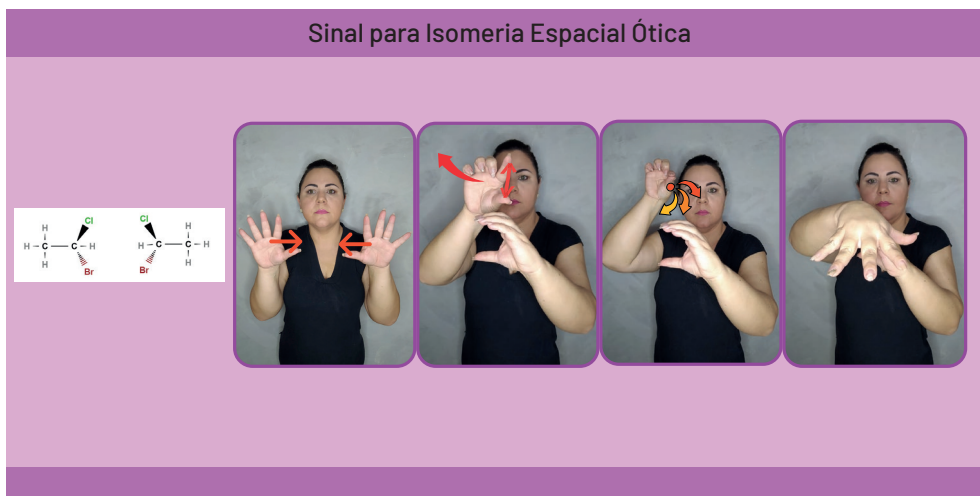 Sinal para Isomeria Espacial Ótica
Cl
H
H – C – C – H
H
Br
Cl
H
H – C – C – H
H
Br